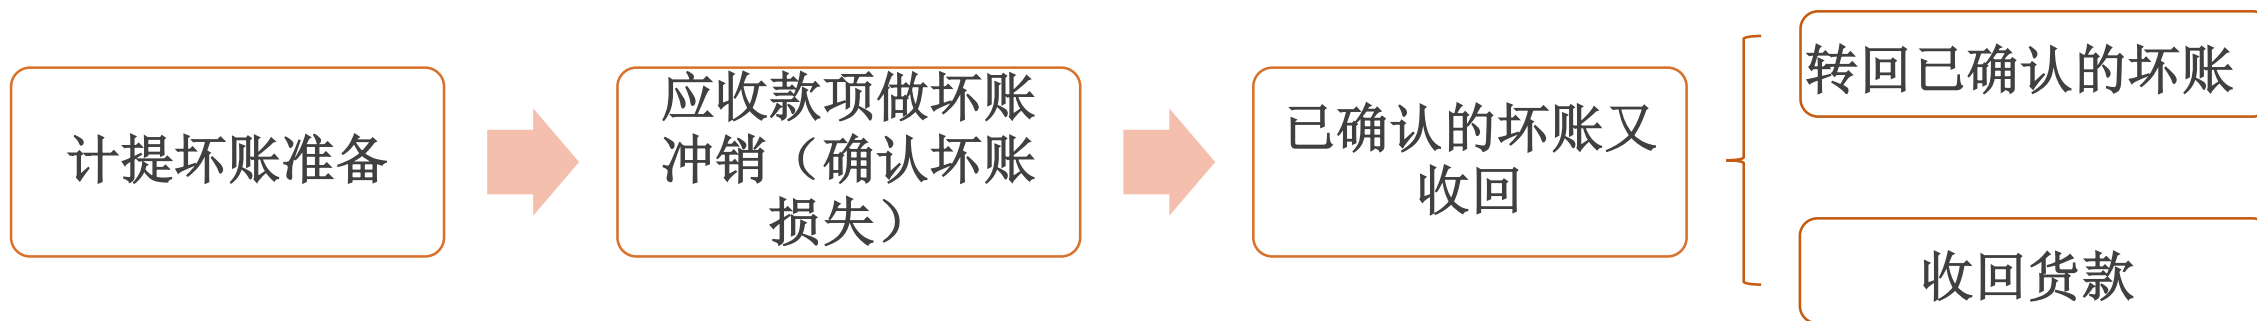 计提坏账准备
应收款项做坏账
冲销（确认坏账
损失）
已确认的坏账又
收回
转回已确认的坏账
收回货款